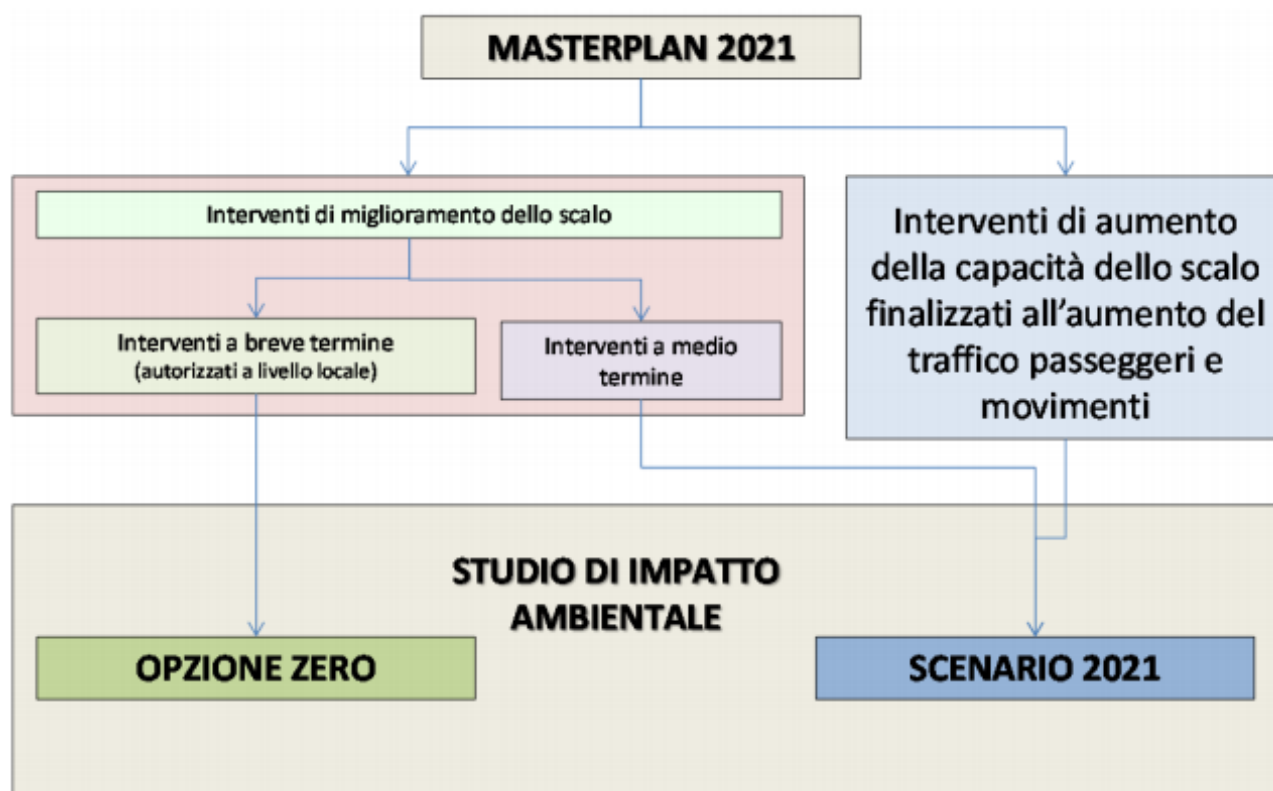 MASTERPLAN 2021
Interventi di miglioramento dello scalo
Interventi a breve termine
(autorizzati a livello locale)
Interventi a medio
termine
Interventi di aumento
della capacità dello scalo
finalizzati all'aumento del
traffico passeggeri e
movimenti
STUDIO DI IMPATTO
AMBIENTALE
OPZIONE ZERO
SCENARIO 2021